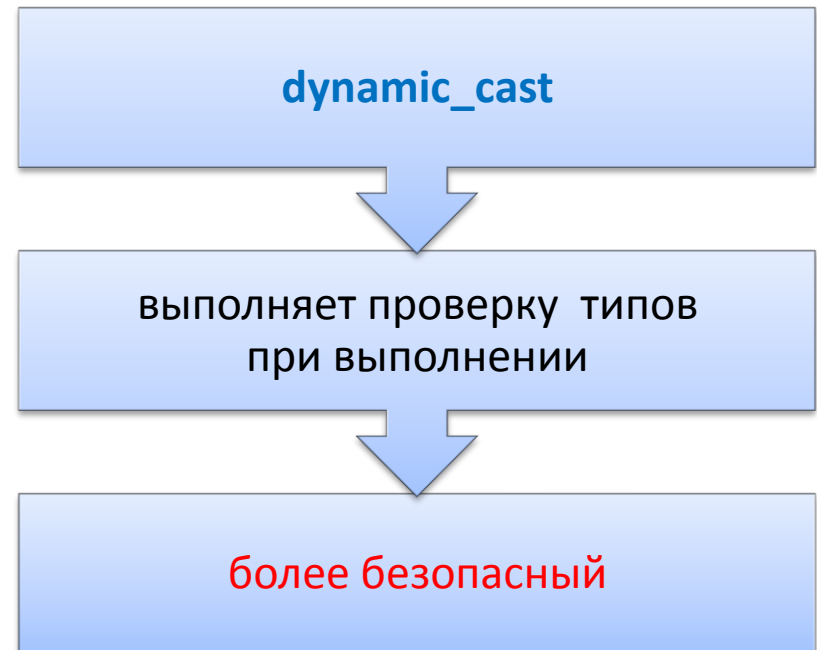 dynamic_cast
выполняет проверку типов
при выполнении
более безопасный